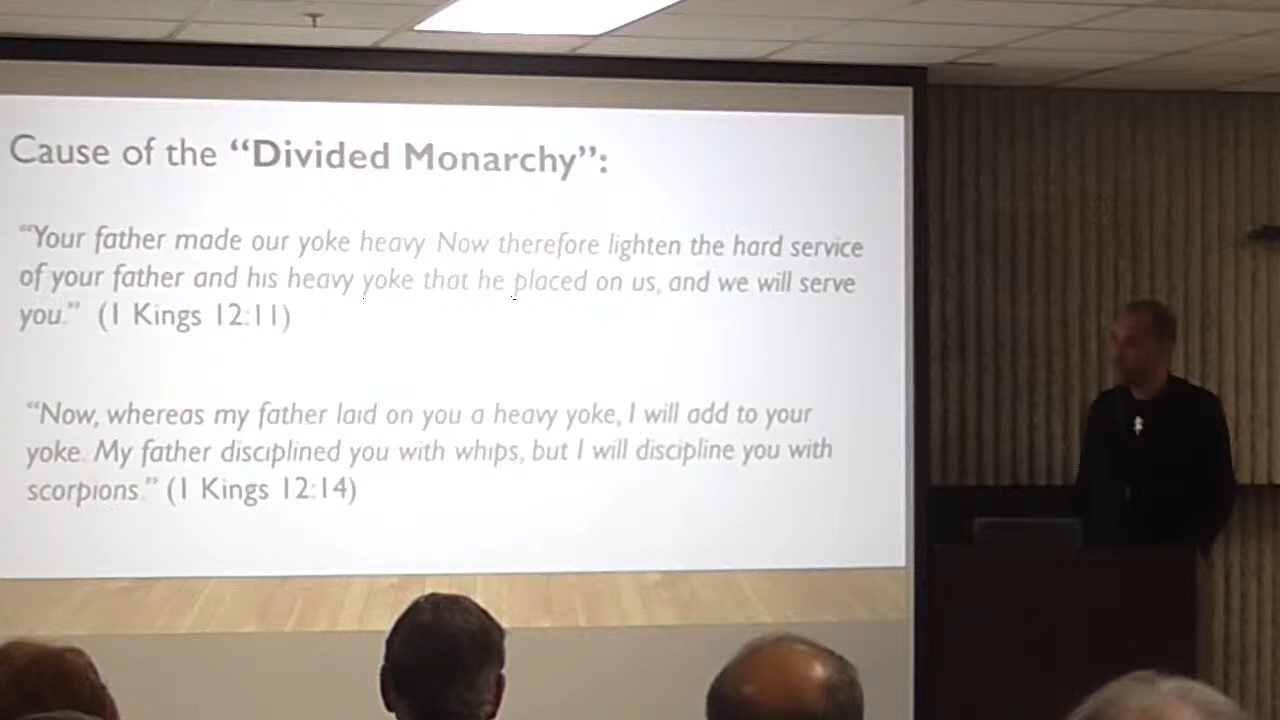 Cause of the “Divided Monarchy”:
“Your father made our yoke heavy Now therefore lighten the hard service
of your father and his heavy yoke that he placed on us, and we will serve
you.” (1 Kings 12:11)
“Now, whereas my father laid on you a heavy yoke, I will add to your
yoke. My father disciplined you with whips, but I will discipline you with
scorpions.” (1 Kings 12:14)